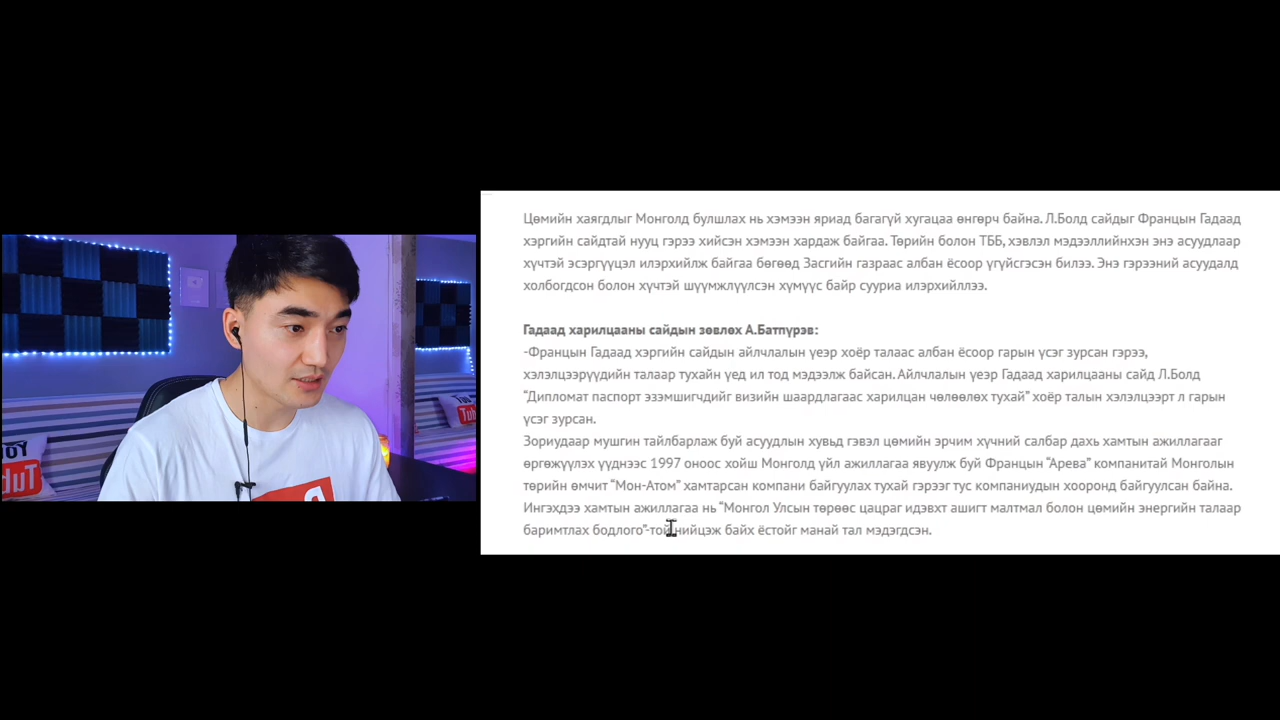 Цөмийн хаягдлыг Монголд булшлах нь хэмээн яриад багагүй хугацаа өнгөрч байна. Л.Болд сайдыг Францын Гадаад
хэргийн сайдтай нууц гэрээ хийсэн хэмээн хардаж байгаа. Төрийн болон ТББ, хэвлэл мэдээллийнхэн энэ асуудлаар
хүчтэй эсэргүүцэл илэрхийлж байгаа бөгөөд Засгийн газраас албан ёсоор үгүйсгэсэн билээ. Энэ гэрээний асуудалд
холбогдсон болон хүчтэй шүүмжлүүлсэн хүмүүс байр сууриа илэрхийллээ.
Гадаад харилцааны сайдын зөвлөх А.Батпүрэв:
-Францын Гадаад хэргийн сайдын айлчлалын үеэр хоёр талаас албан ёсоор гарын үсэг зурсан гэрээ,
хэлэлцээрүүдийн талаар тухайн үед ил тод мэдээлж байсан. Айлчлалын үеэр Гадаад харилцааны сайд Л.Болд
“Дипломат паспорт эзэмшигчдийг визийн шаардлагаас харилцан чөлөөлөх тухай” хоёр талын хэлэлцээрт л гарын
үсэг зурсан.
Зориудаар мушгин тайлбарлаж буй асуудлын хувьд гэвэл цөмийн эрчим хүчний салбар дахь хамтын ажиллагааг
өргөжүүлэх үүднээс 1997 оноос хойш Монголд үйл ажиллагаа явуулж буй Францын “Арева” компанитай Монголын
төрийн өмчит “Мон-Атом” хамтарсан компани байгуулах тухай гэрээг тус компаниудын хооронд байгуулсан байна.
Ингэхдээ хамтын ажиллагаа нь “Монгол Улсын төрөөс цацраг идэвхт ашигт малтмал болон цөмийн энергийн талаар
баримтлах бодлого”-той нийцэж байх ёстойг манай тал мэдэгдсэн.